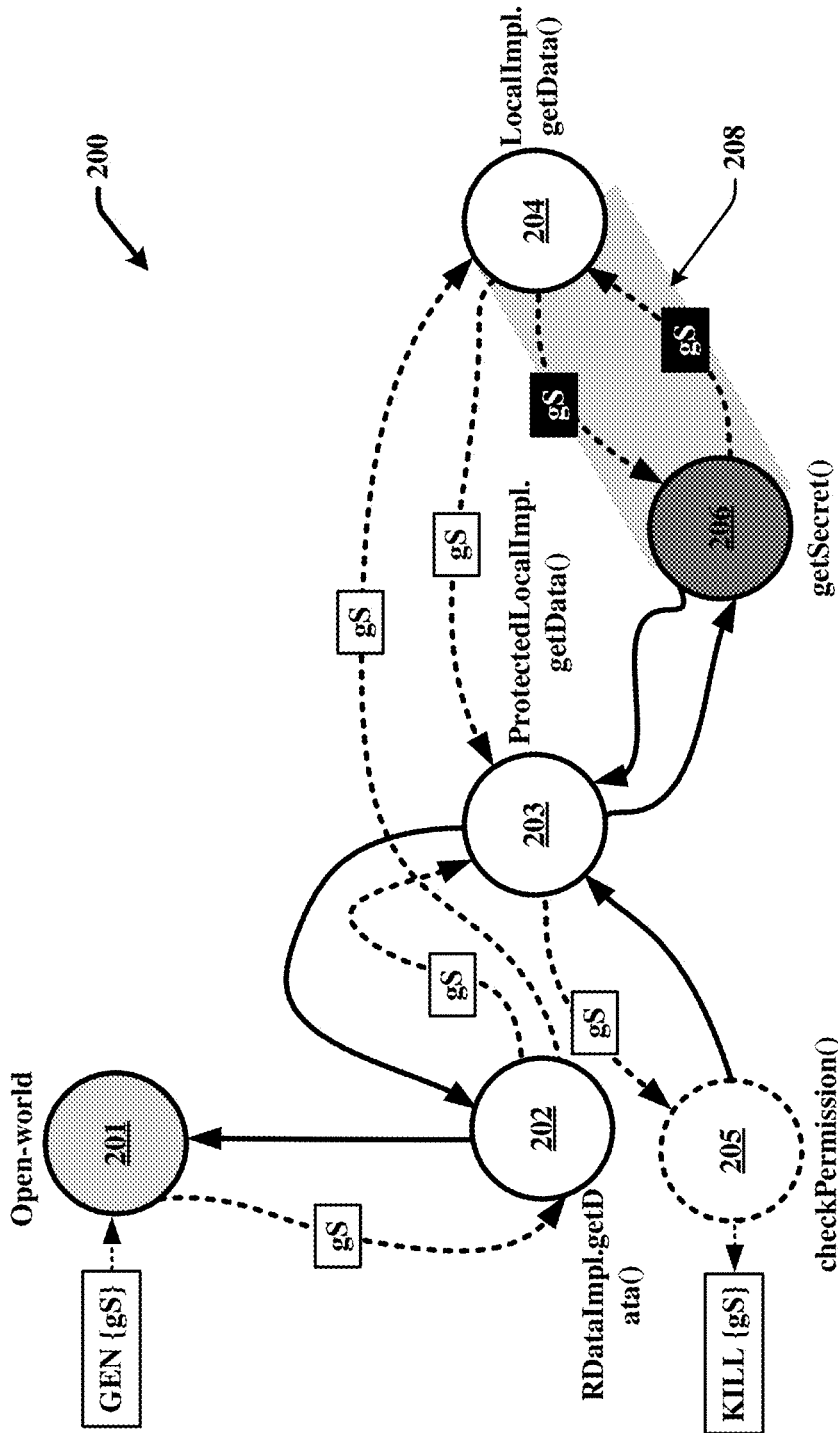 200
Open-world
GEN {gS}
201
gS
202
RDataImpl.getD
ata()
gS
gS
203
ProtectedLocalImpl.
getData()
gS
204
LocalImpl.
getData()
gS
gS
208
206
getSecret()
gS
205
checkPermission()
KILL {gS}